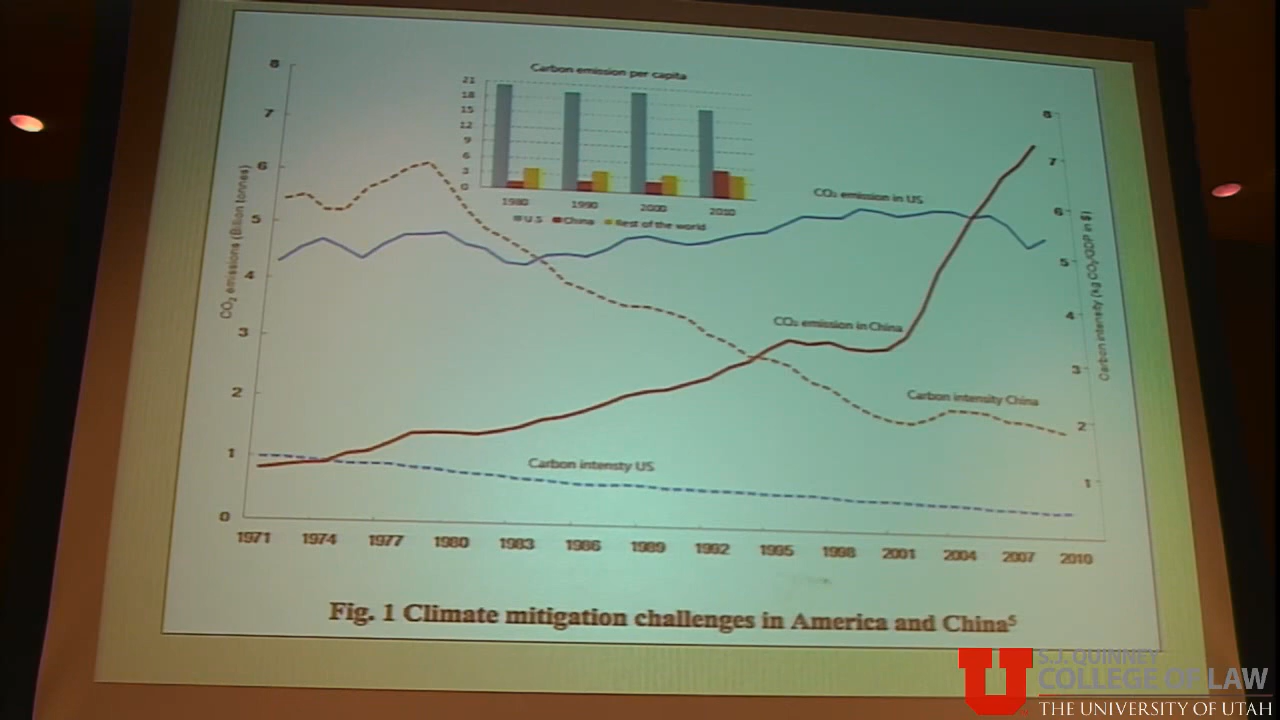 Carbon emission per capita
21
18
15
12
9
6
3
0
1980 1990 2000 2010
U.S China Rest of the world
8
7
6
5
4
3
2
1
0
CO₂ emissions (Billion tonnes)
CO₂ emission in US
CO₂ emission in China
Carbon intensity China
Carbon intensty US
8
7
6
5
4
3
2
1
Carbon intensity (kg CO₂/GDP in $)
1971 1974 1977 1980 1983 1986 1989 1992 1995 1998 2001 2004 2007 2010
Fig. 1 Climate mitigation challenges in America and China⁵
U
S.J. QUINNEY
COLLEGE OF LAW
THE UNIVERSITY OF UTAH